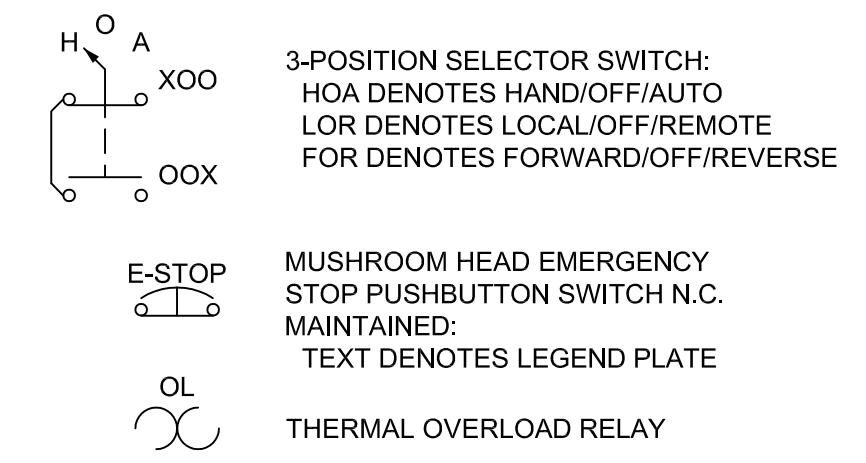 H O A
XOO
OOX
3-POSITION SELECTOR SWITCH:
HOA DENOTES HAND/OFF/AUTO
LOR DENOTES LOCAL/OFF/REMOTE
FOR DENOTES FORWARD/OFF/REVERSE
E-STOP
MUSHROOM HEAD EMERGENCY
STOP PUSHBUTTON SWITCH N.C.
MAINTAINED:
TEXT DENOTES LEGEND PLATE
OL
THERMAL OVERLOAD RELAY